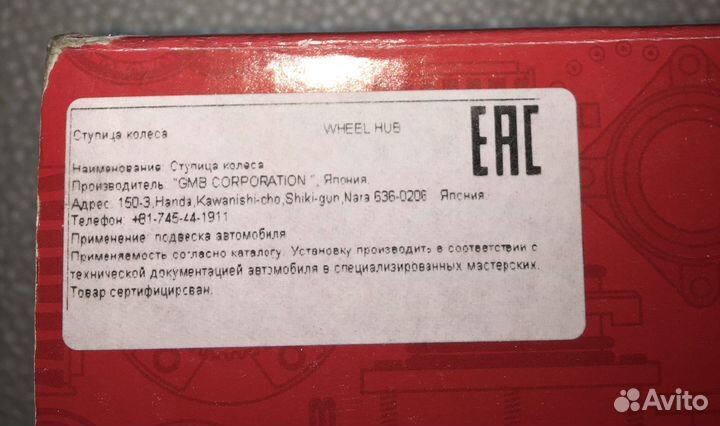 Ступица колеса WHEEL HUB EAC
Наименование: Ступица колеса
Производитель: "GMB CORPORATION ", Япония.
Адрес: 150-3,Handa,Kawanishi-cho,Shiki-gun,Nara 636-0206 Япония
Телефон: +81-745-44-1911
Применение: подвеска автомобиля
Применяемость согласно каталогу. Установку производить в соответствии с
технической документацией автомобиля в специализированных мастерских.
Товар сертифицирован.
Avito